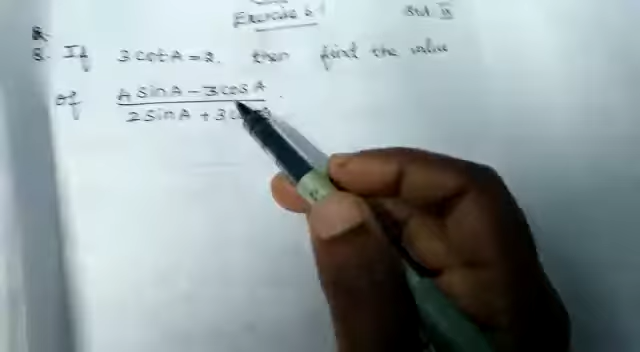 Exercise 6.1
Std. IX
8. If 3 cot A = 2. then find the value
of 4 sin A - 3 cos A
2 sin A + 3